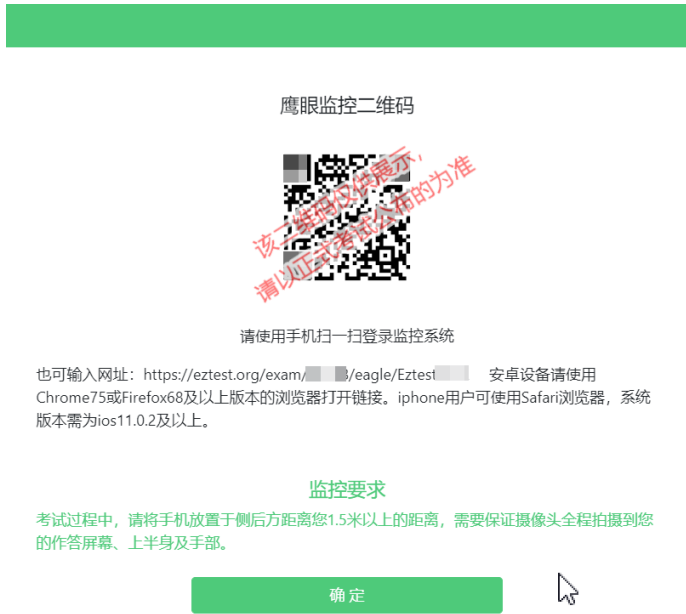 鹰眼监控二维码
该二维码仅供展示，
请以正式考试公布的为准
请使用手机扫一扫登录监控系统
也可输入网址：https://eztest.org/exam/ 3/eagle/Eztest 安卓设备请使用
Chrome75或Firefox68及以上版本的浏览器打开链接。iphone用户可使用Safari浏览器，系统
版本需为ios11.0.2及以上。
监控要求
考试过程中，请将手机放置于侧后方距离您1.5米以上的距离，需要保证摄像头全程拍摄到您
的作答屏幕、上半身及手部。
确 定